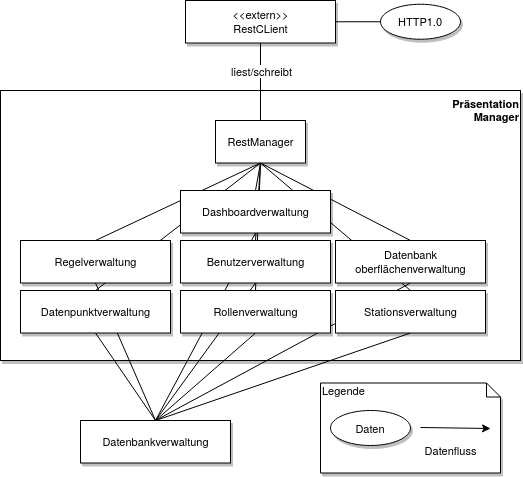 <<extern>>
RestCLient
HTTP1.0
liest/schreibt
Präsentation
Manager
RestManager
Dashboardverwaltung
Regelverwaltung
Benutzerverwaltung
Datenbank
oberflächenverwaltung
Datenpunktverwaltung
Rollenverwaltung
Stationsverwaltung
Datenbankverwaltung
Legende
Daten
Datenfluss